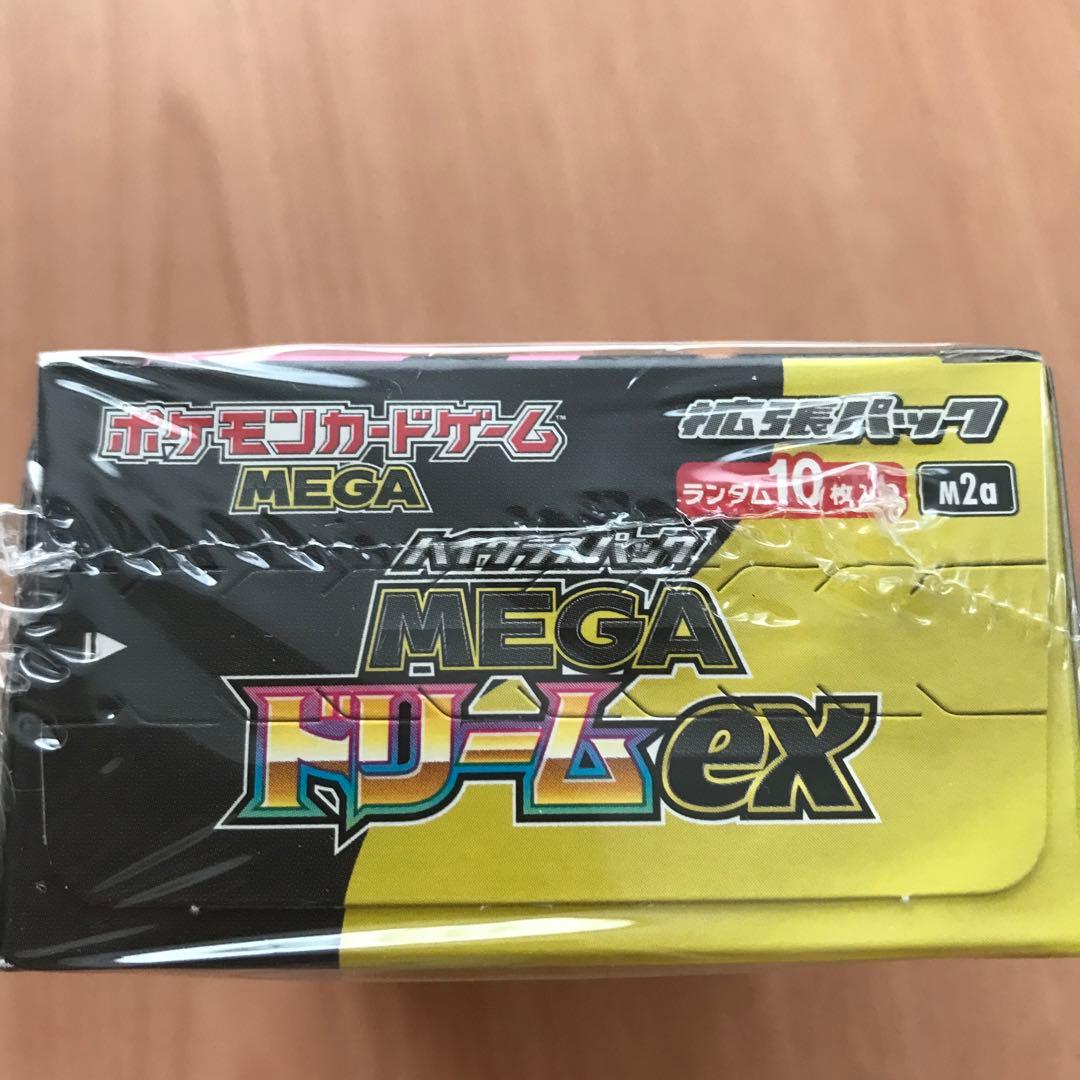 ポケモンカードゲーム™
MEGA
拡張パック
ランダム10枚入り
M2a
ハイクラスパック
MEGA
ドリームex